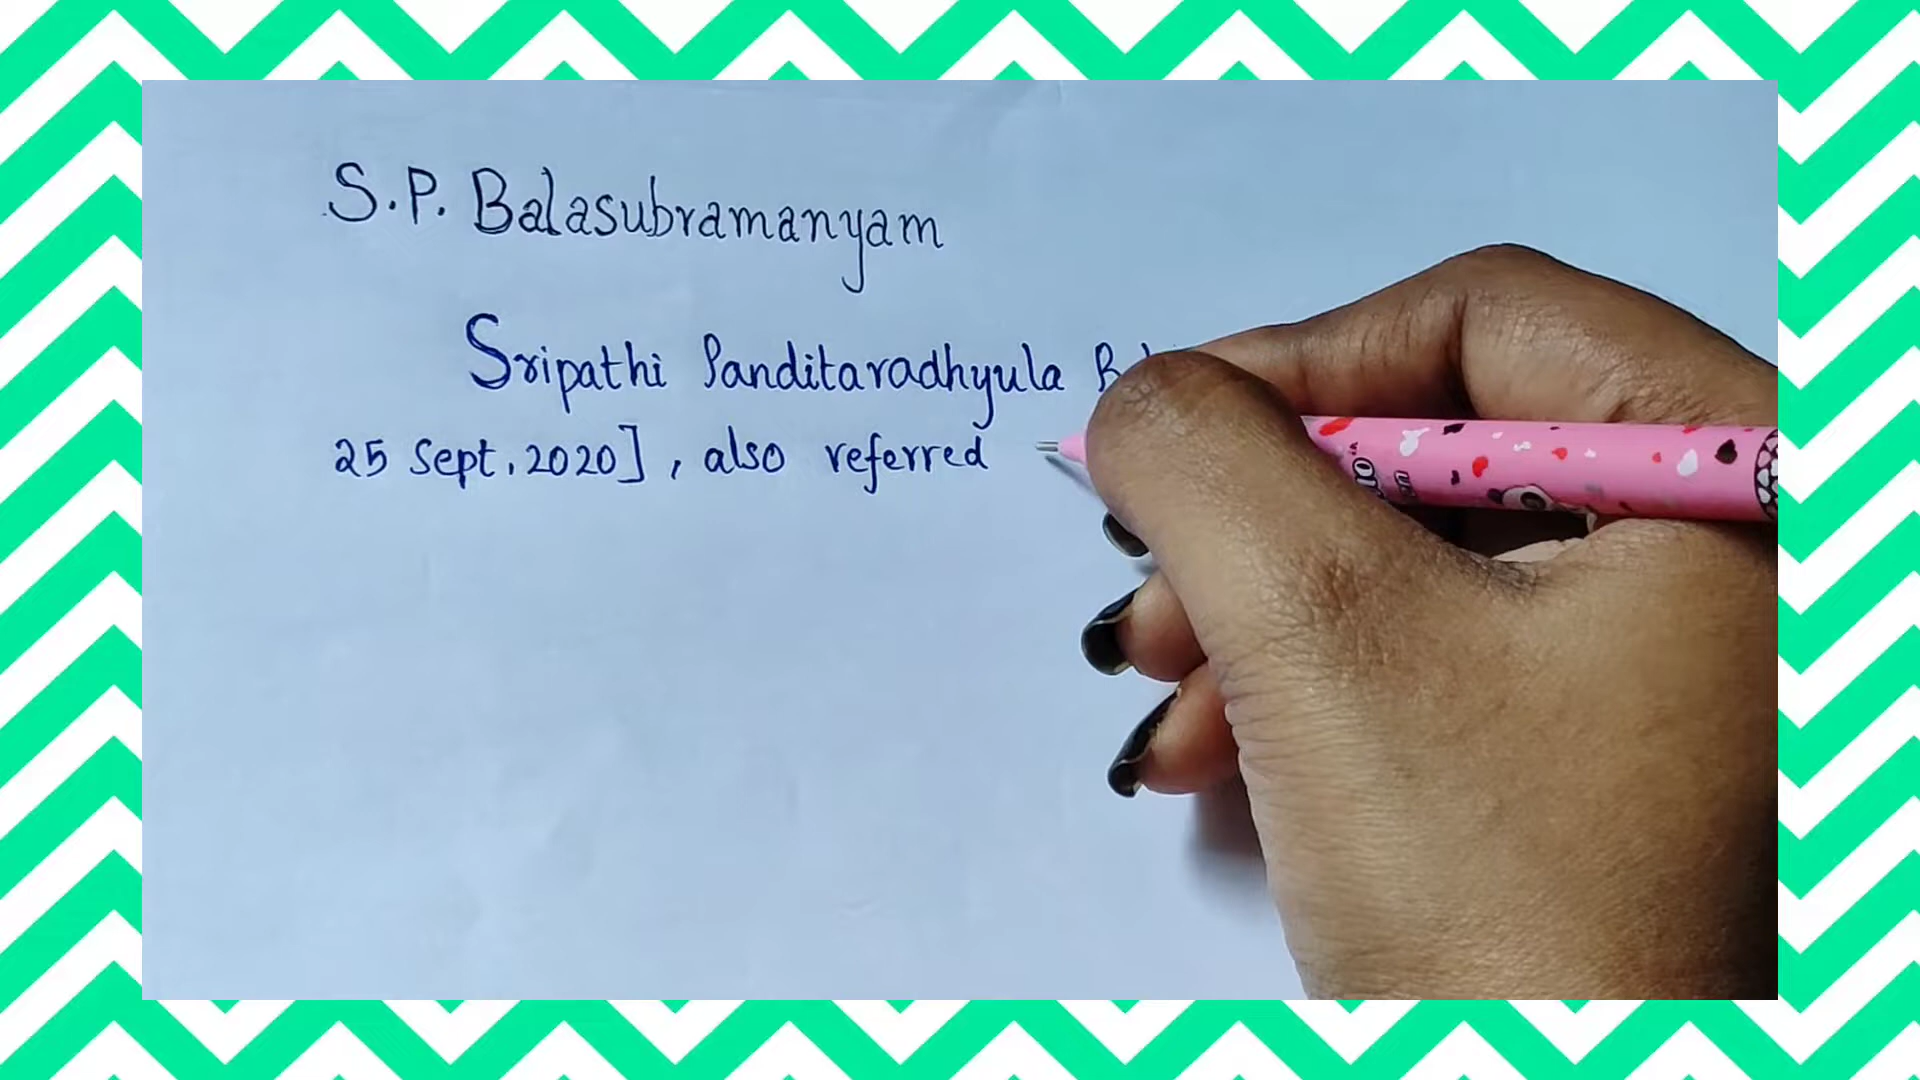 S.P. Balasubramanyam
Sripathi Panditaradhyula
25 Sept, 2020], also referred